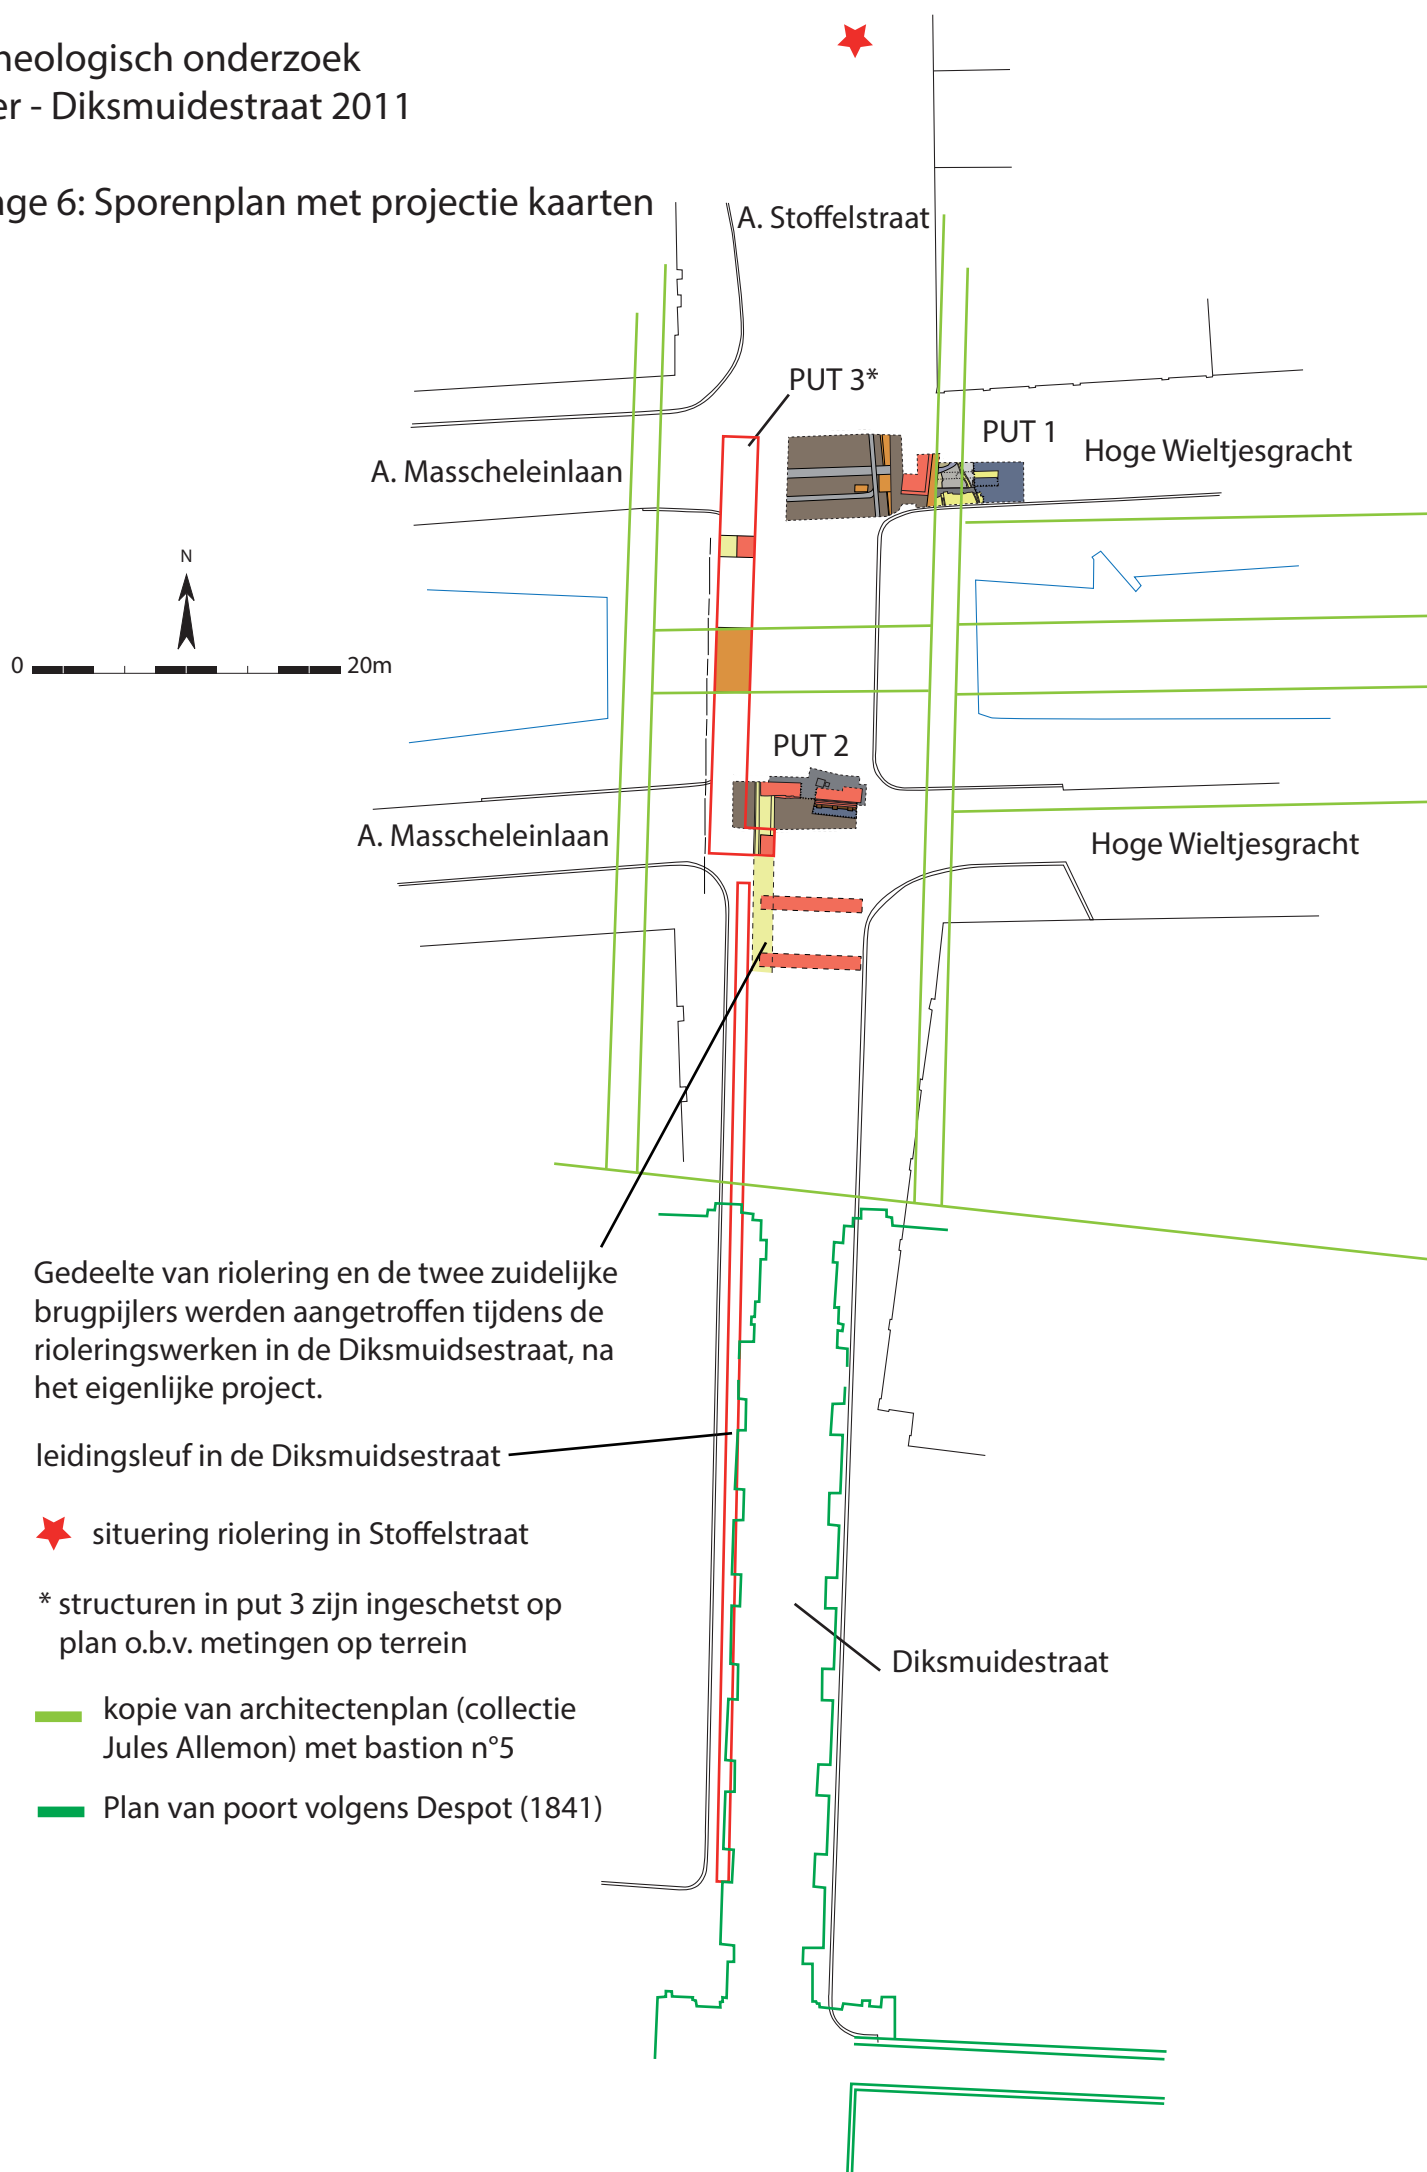 heologisch onderzoek
er - Diksmuidestraat 2011
nge 6: Sporenplan met projectie kaarten
A. Stoffelstraat
PUT 3*
PUT 1
Hoge Wieltjesgracht
A. Masscheleinlaan
N
0
20m
PUT 2
A. Masscheleinlaan
Hoge Wieltjesgracht
Gedeelte van riolering en de twee zuidelijke
brugpijlers werden aangetroffen tijdens de
rioleringswerken in de Diksmuidsestraat, na
het eigenlijke project.
leidingsleuf in de Diksmuidsestraat
situering riolering in Stoffelstraat
* structuren in put 3 zijn ingeschetst op
plan o.b.v. metingen op terrein
Diksmuidestraat
kopie van architectenplan (collectie
Jules Allemon) met bastion n°5
Plan van poort volgens Despot (1841)